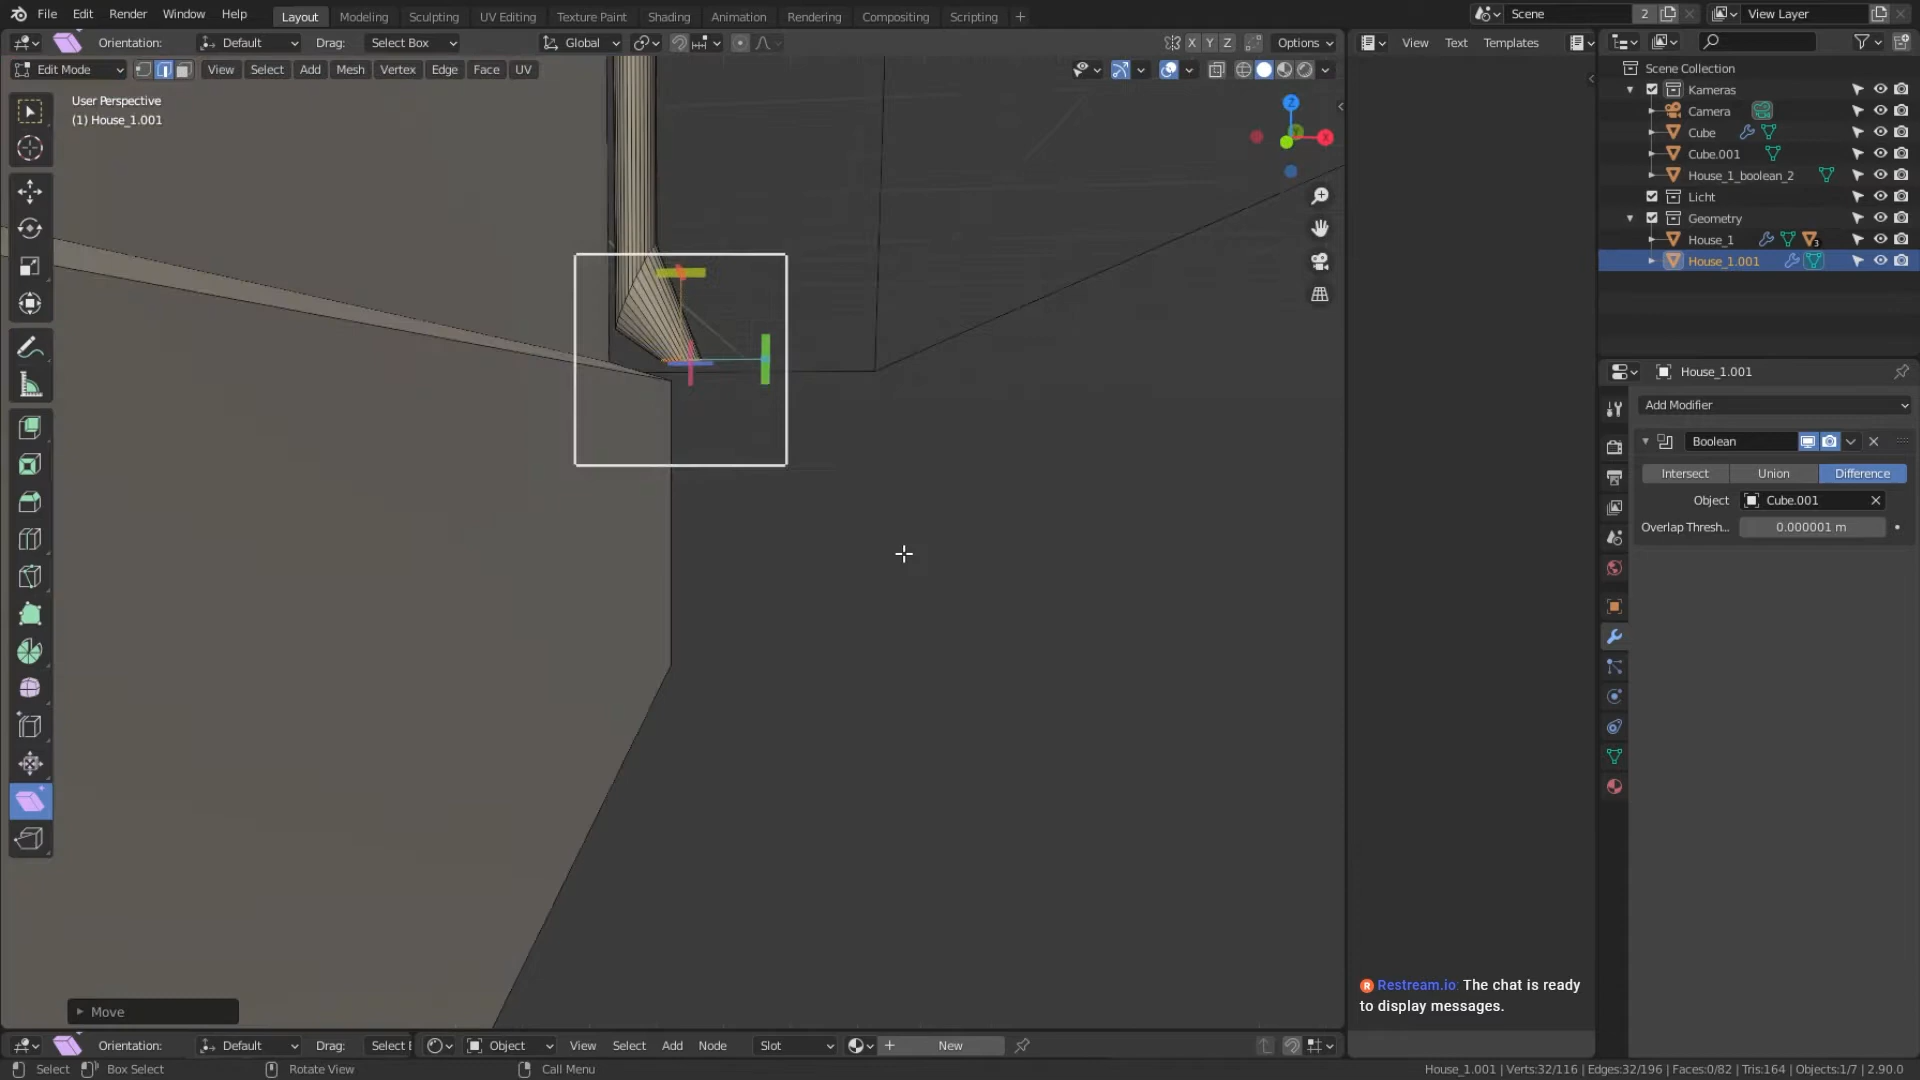 File Edit Render Window Help Layout Modeling Sculpting UV Editing Texture Paint Shading Animation Rendering Compositing Scripting + Scene 2 View Layer
Orientation: Default Drag: Select Box Global X Y Z Options View Text Templates
Edit Mode View Select Add Mesh Vertex Edge Face UV
User Perspective
(1) House_1.001
Z
X
Scene Collection
Kameras
Camera
Cube
Cube.001
House_1_boolean_2
Licht
Geometry
House_1 3
House_1.001
House_1.001
Add Modifier
Boolean
Intersect Union Difference
Object Cube.001
Overlap Thresh.. 0.000001 m
Move
Restream.io: The chat is ready
to display messages.
Orientation: Default Drag: Select Object View Select Add Node Slot New
Select Box Select Rotate View Call Menu House_1.001 | Verts:32/116 | Edges:32/196 | Faces:0/82 | Tris:164 | Objects:1/7 | 2.90.0